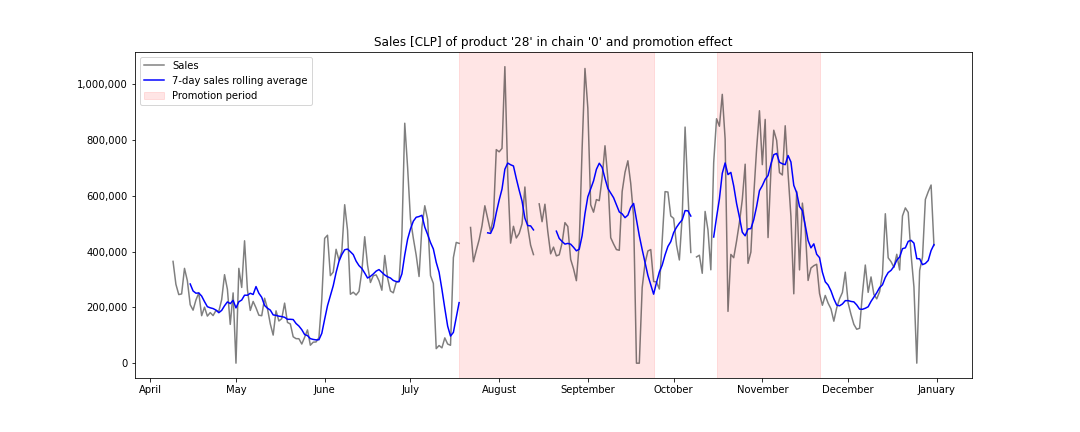 Sales [CLP] of product '28' in chain '0' and promotion effect
Sales
7-day sales rolling average
Promotion period
1,000,000
800,000
600,000
400,000
200,000
0
April
May
June
July
August
September
October
November
December
January